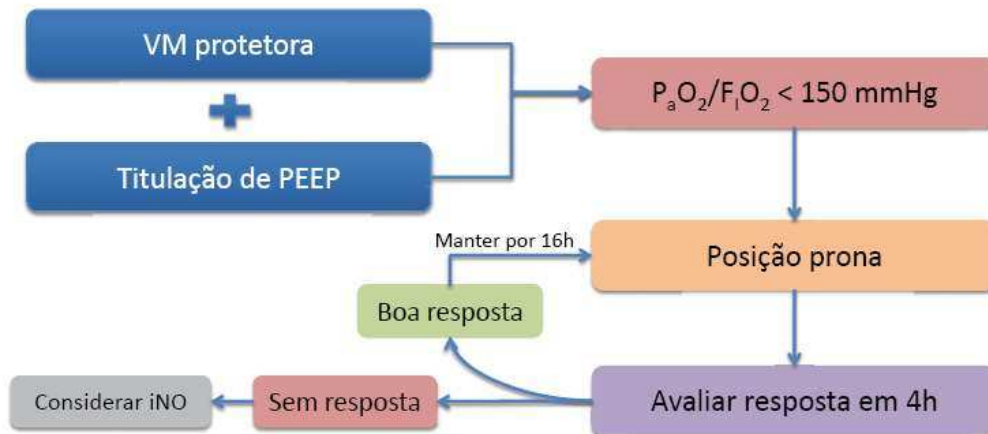 VM protetora
Titulação de PEEP
PaO2/FIO2 < 150 mmHg
Manter por 16h
Posição prona
Boa resposta
Considerar iNO
Sem resposta
Avaliar resposta em 4h